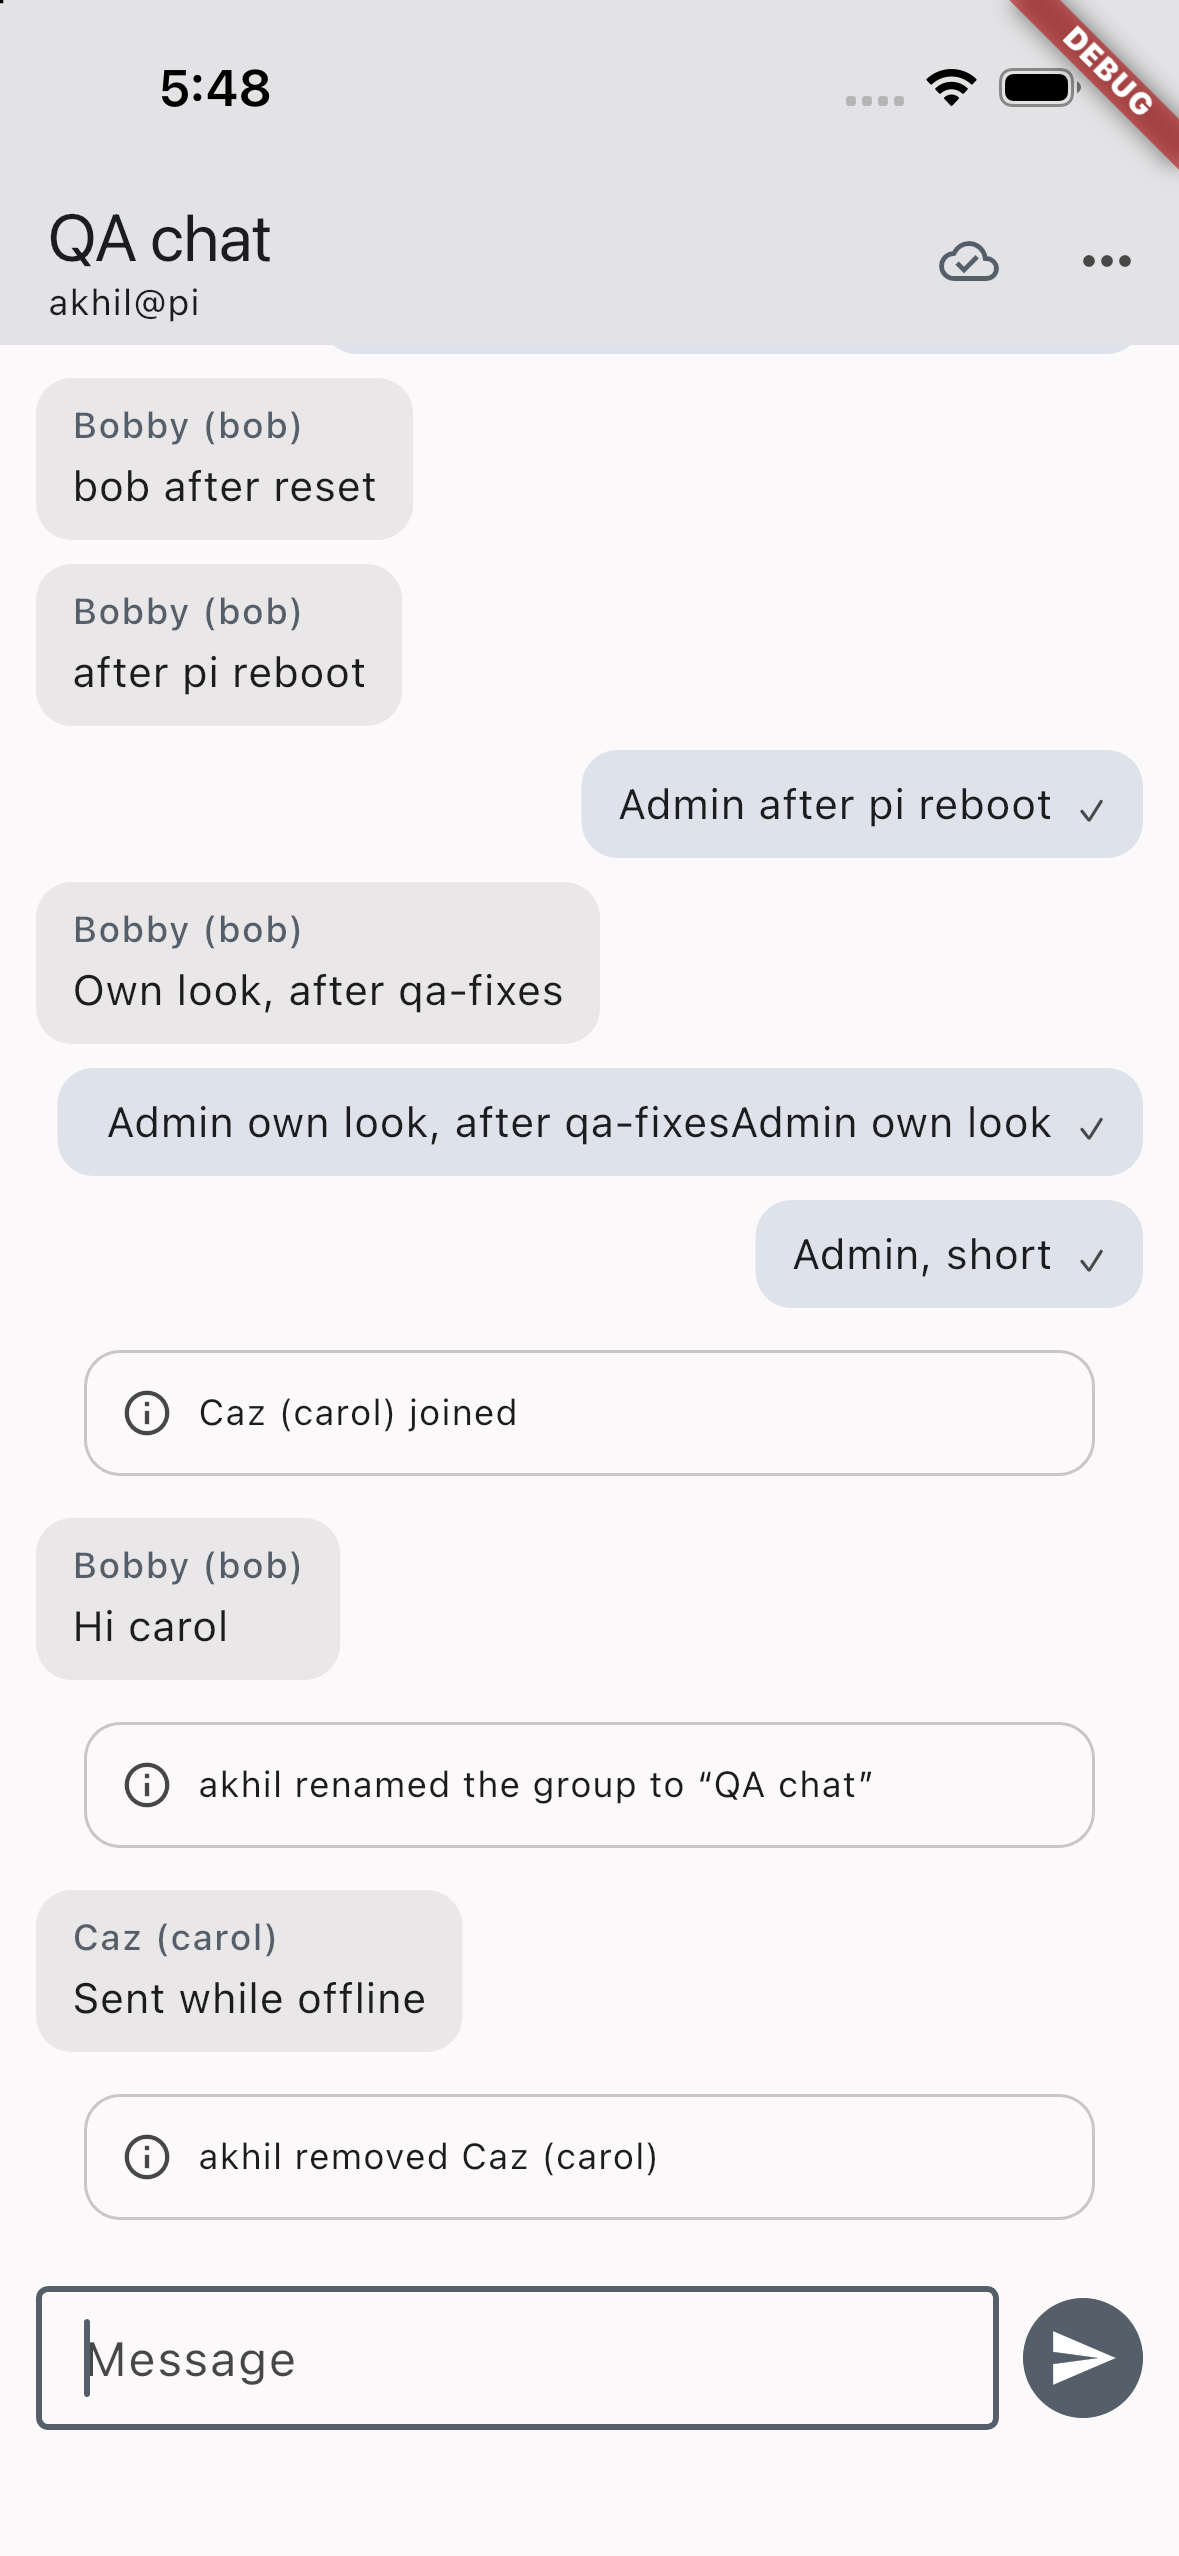 5:48
DEBUG
QA chat
akhil@pi
Bobby (bob)
bob after reset
Bobby (bob)
after pi reboot
Admin after pi reboot
Bobby (bob)
Own look, after qa-fixes
Admin own look, after qa-fixesAdmin own look
Admin, short
Caz (carol) joined
Bobby (bob)
Hi carol
akhil renamed the group to “QA chat”
Caz (carol)
Sent while offline
akhil removed Caz (carol)
Message